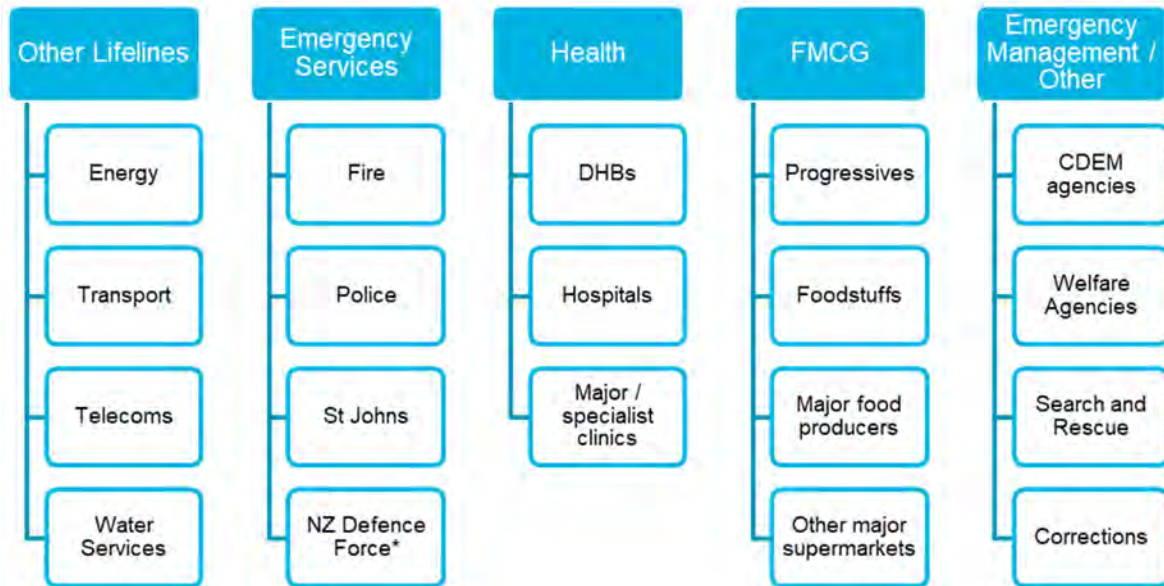 Other Lifelines
Energy
Transport
Telecoms
Water
Services
Emergency
Services
Fire
Police
St Johns
NZ Defence
Force*
Health
DHBs
Hospitals
Major /
specialist
clinics
FMCG
Progressives
Foodstuffs
Major food
producers
Other major
supermarkets
Emergency
Management /
Other
CDEM
agencies
Welfare
Agencies
Search and
Rescue
Corrections